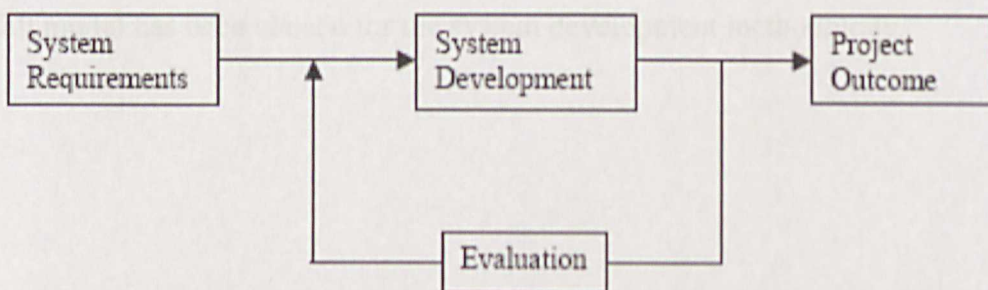 System
Requirements
System
Development
Project
Outcome
Evaluation